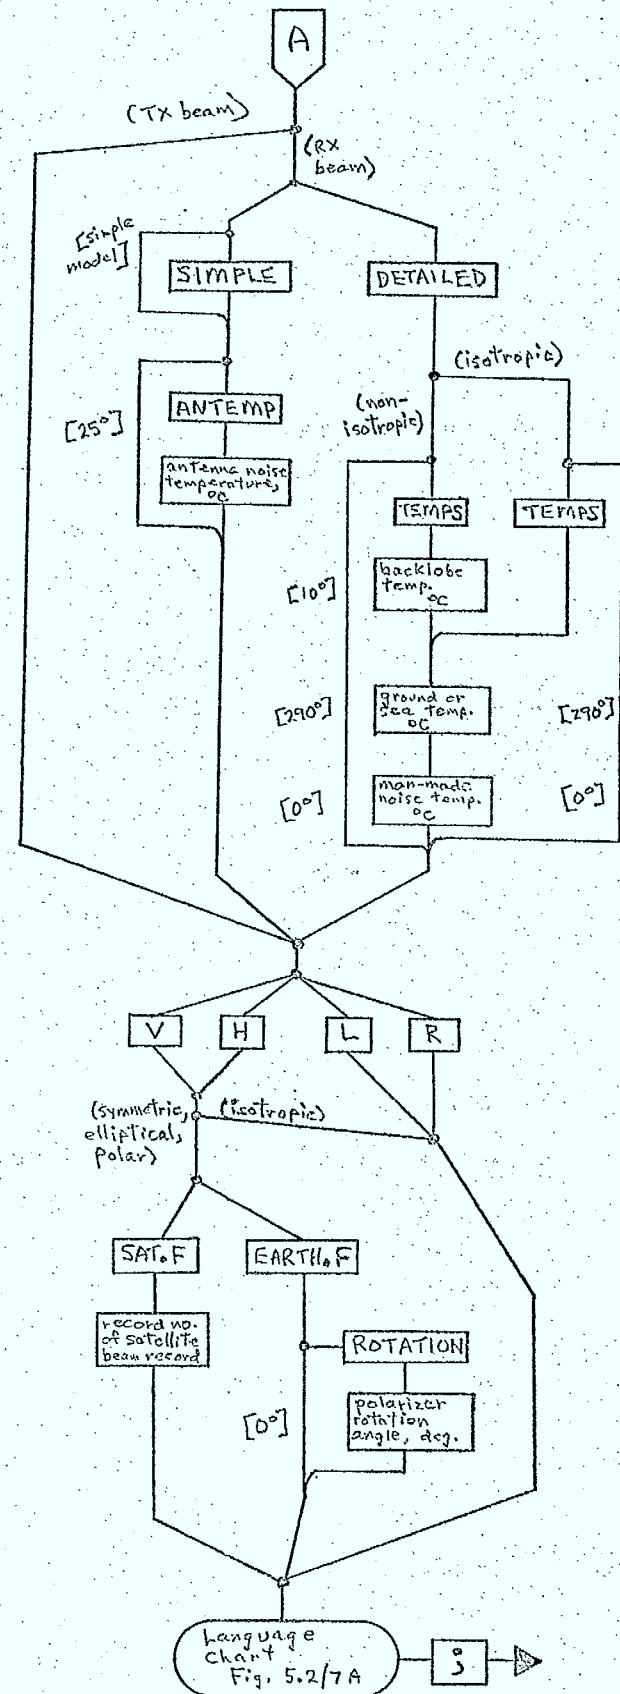 A
(TX beam)
(RX
beam)
[simple
model]
SIMPLE
DETAILED
(isotropic)
(non-
isotropic)
[25°]
ANTEMP
antenna noise
temperature,
°C
TEMPS
TEMPS
[10°]
backlobe
temp.
°C
[290°]
ground or
sea temp.
°C
[290°]
[0°]
man-made
noise temp.
°C
[0°]
V
H
L
R
(symmetric,
elliptical,
polar)
(isotropic)
SAT.F
EARTH.F
record no.
of satellite
beam record
ROTATION
[0°]
polarizer
rotation
angle, deg.
Language
Chart
Fig. 5.2/7A
;